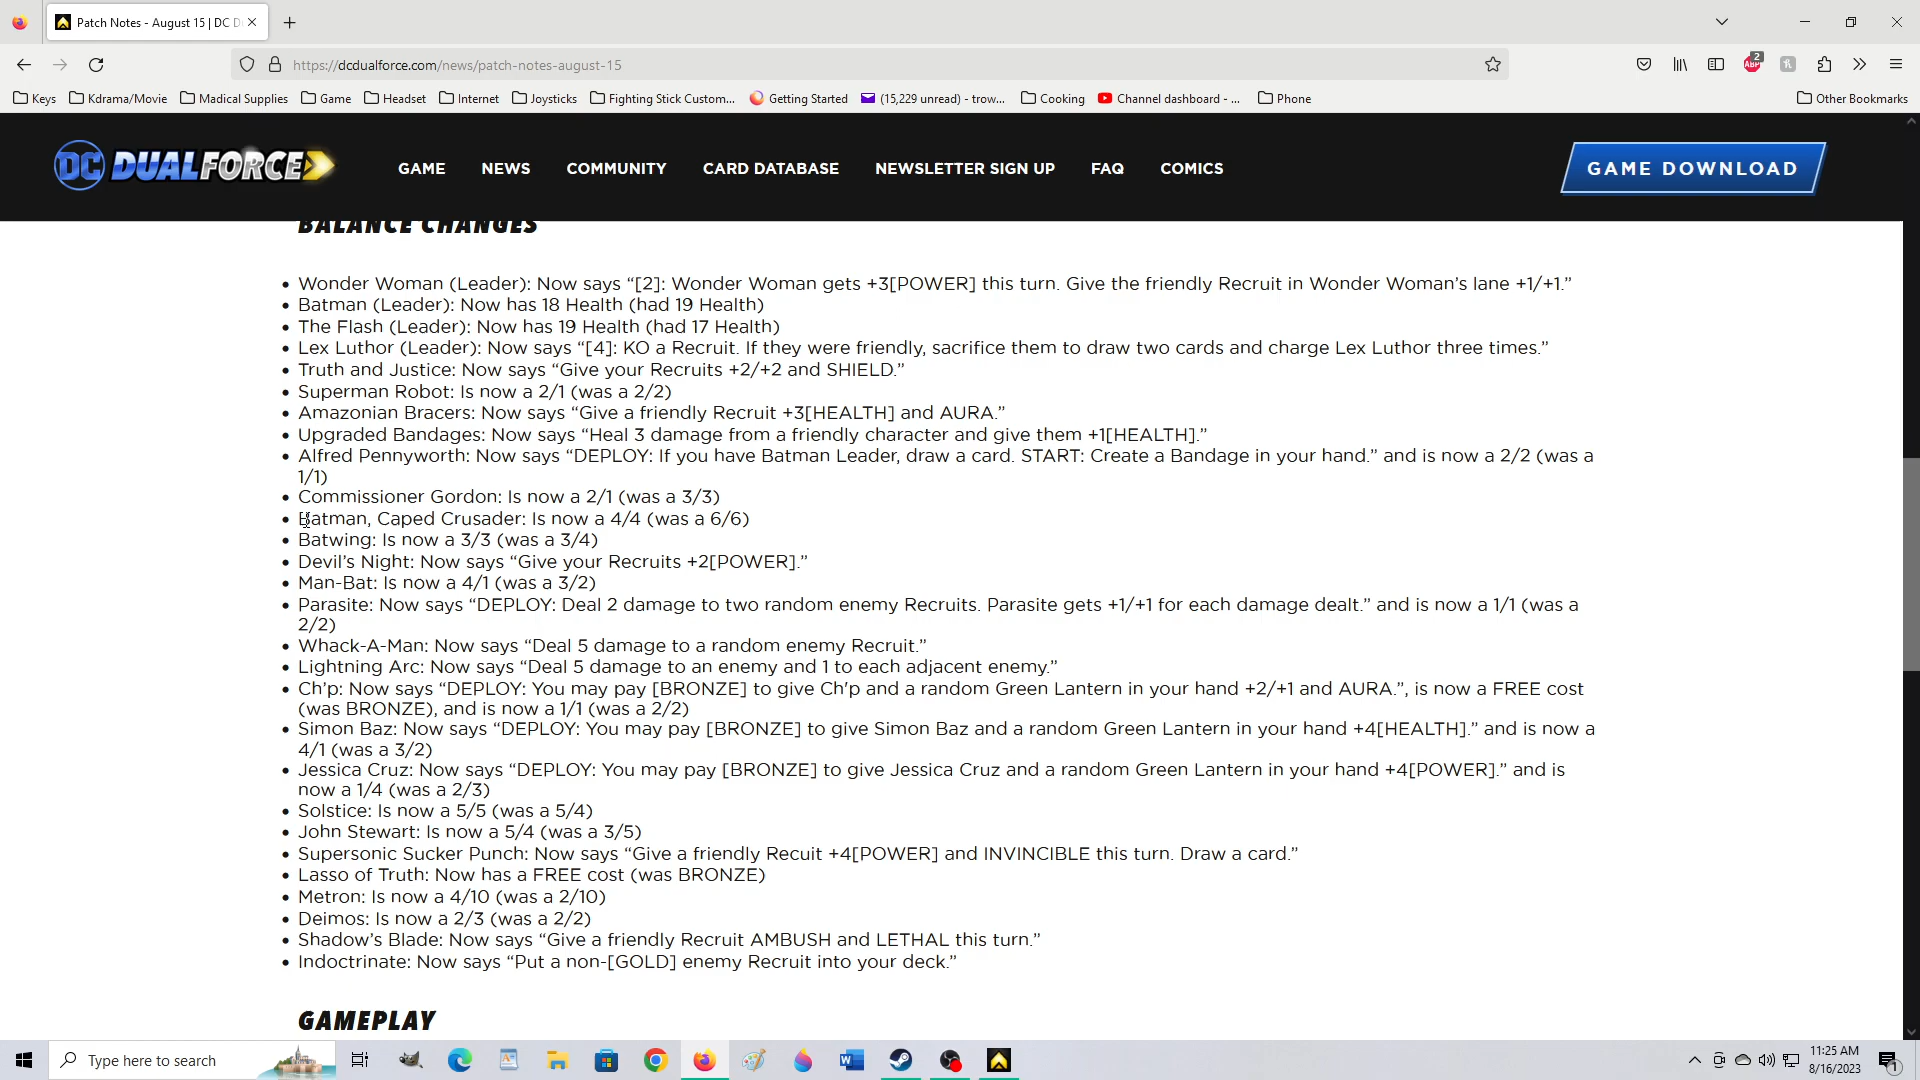 Patch Notes - August 15 | DC D
https://dcdualforce.com/news/patch-notes-august-15
2
ABP
Keys
Kdrama/Movie
Madical Supplies
Game
Headset
Internet
Joysticks
Fighting Stick Custom...
Getting Started
(15,229 unread) - trow...
Cooking
Channel dashboard - ...
Phone
Other Bookmarks
DC DUALFORCE
GAME
NEWS
COMMUNITY
CARD DATABASE
NEWSLETTER SIGN UP
FAQ
COMICS
GAME DOWNLOAD
BALANCE CHANGES
• Wonder Woman (Leader): Now says “[2]: Wonder Woman gets +3[POWER] this turn. Give the friendly Recruit in Wonder Woman’s lane +1/+1.”
• Batman (Leader): Now has 18 Health (had 19 Health)
• The Flash (Leader): Now has 19 Health (had 17 Health)
• Lex Luthor (Leader): Now says “[4]: KO a Recruit. If they were friendly, sacrifice them to draw two cards and charge Lex Luthor three times.”
• Truth and Justice: Now says “Give your Recruits +2/+2 and SHIELD.”
• Superman Robot: Is now a 2/1 (was a 2/2)
• Amazonian Bracers: Now says “Give a friendly Recruit +3[HEALTH] and AURA.”
• Upgraded Bandages: Now says “Heal 3 damage from a friendly character and give them +1[HEALTH].”
• Alfred Pennyworth: Now says “DEPLOY: If you have Batman Leader, draw a card. START: Create a Bandage in your hand.” and is now a 2/2 (was a
1/1)
• Commissioner Gordon: Is now a 2/1 (was a 3/3)
• Batman, Caped Crusader: Is now a 4/4 (was a 6/6)
• Batwing: Is now a 3/3 (was a 3/4)
• Devil’s Night: Now says “Give your Recruits +2[POWER].”
• Man-Bat: Is now a 4/1 (was a 3/2)
• Parasite: Now says “DEPLOY: Deal 2 damage to two random enemy Recruits. Parasite gets +1/+1 for each damage dealt.” and is now a 1/1 (was a
2/2)
• Whack-A-Man: Now says “Deal 5 damage to a random enemy Recruit.”
• Lightning Arc: Now says “Deal 5 damage to an enemy and 1 to each adjacent enemy.”
• Ch’p: Now says “DEPLOY: You may pay [BRONZE] to give Ch'p and a random Green Lantern in your hand +2/+1 and AURA.”, is now a FREE cost
(was BRONZE), and is now a 1/1 (was a 2/2)
• Simon Baz: Now says “DEPLOY: You may pay [BRONZE] to give Simon Baz and a random Green Lantern in your hand +4[HEALTH].” and is now a
4/1 (was a 3/2)
• Jessica Cruz: Now says “DEPLOY: You may pay [BRONZE] to give Jessica Cruz and a random Green Lantern in your hand +4[POWER].” and is
now a 1/4 (was a 2/3)
• Solstice: Is now a 5/5 (was a 5/4)
• John Stewart: Is now a 5/4 (was a 3/5)
• Supersonic Sucker Punch: Now says “Give a friendly Recuit +4[POWER] and INVINCIBLE this turn. Draw a card.”
• Lasso of Truth: Now has a FREE cost (was BRONZE)
• Metron: Is now a 4/10 (was a 2/10)
• Deimos: Is now a 2/3 (was a 2/2)
• Shadow’s Blade: Now says “Give a friendly Recruit AMBUSH and LETHAL this turn.”
• Indoctrinate: Now says “Put a non-[GOLD] enemy Recruit into your deck.”
GAMEPLAY
Type here to search
11:25 AM
8/16/2023
1